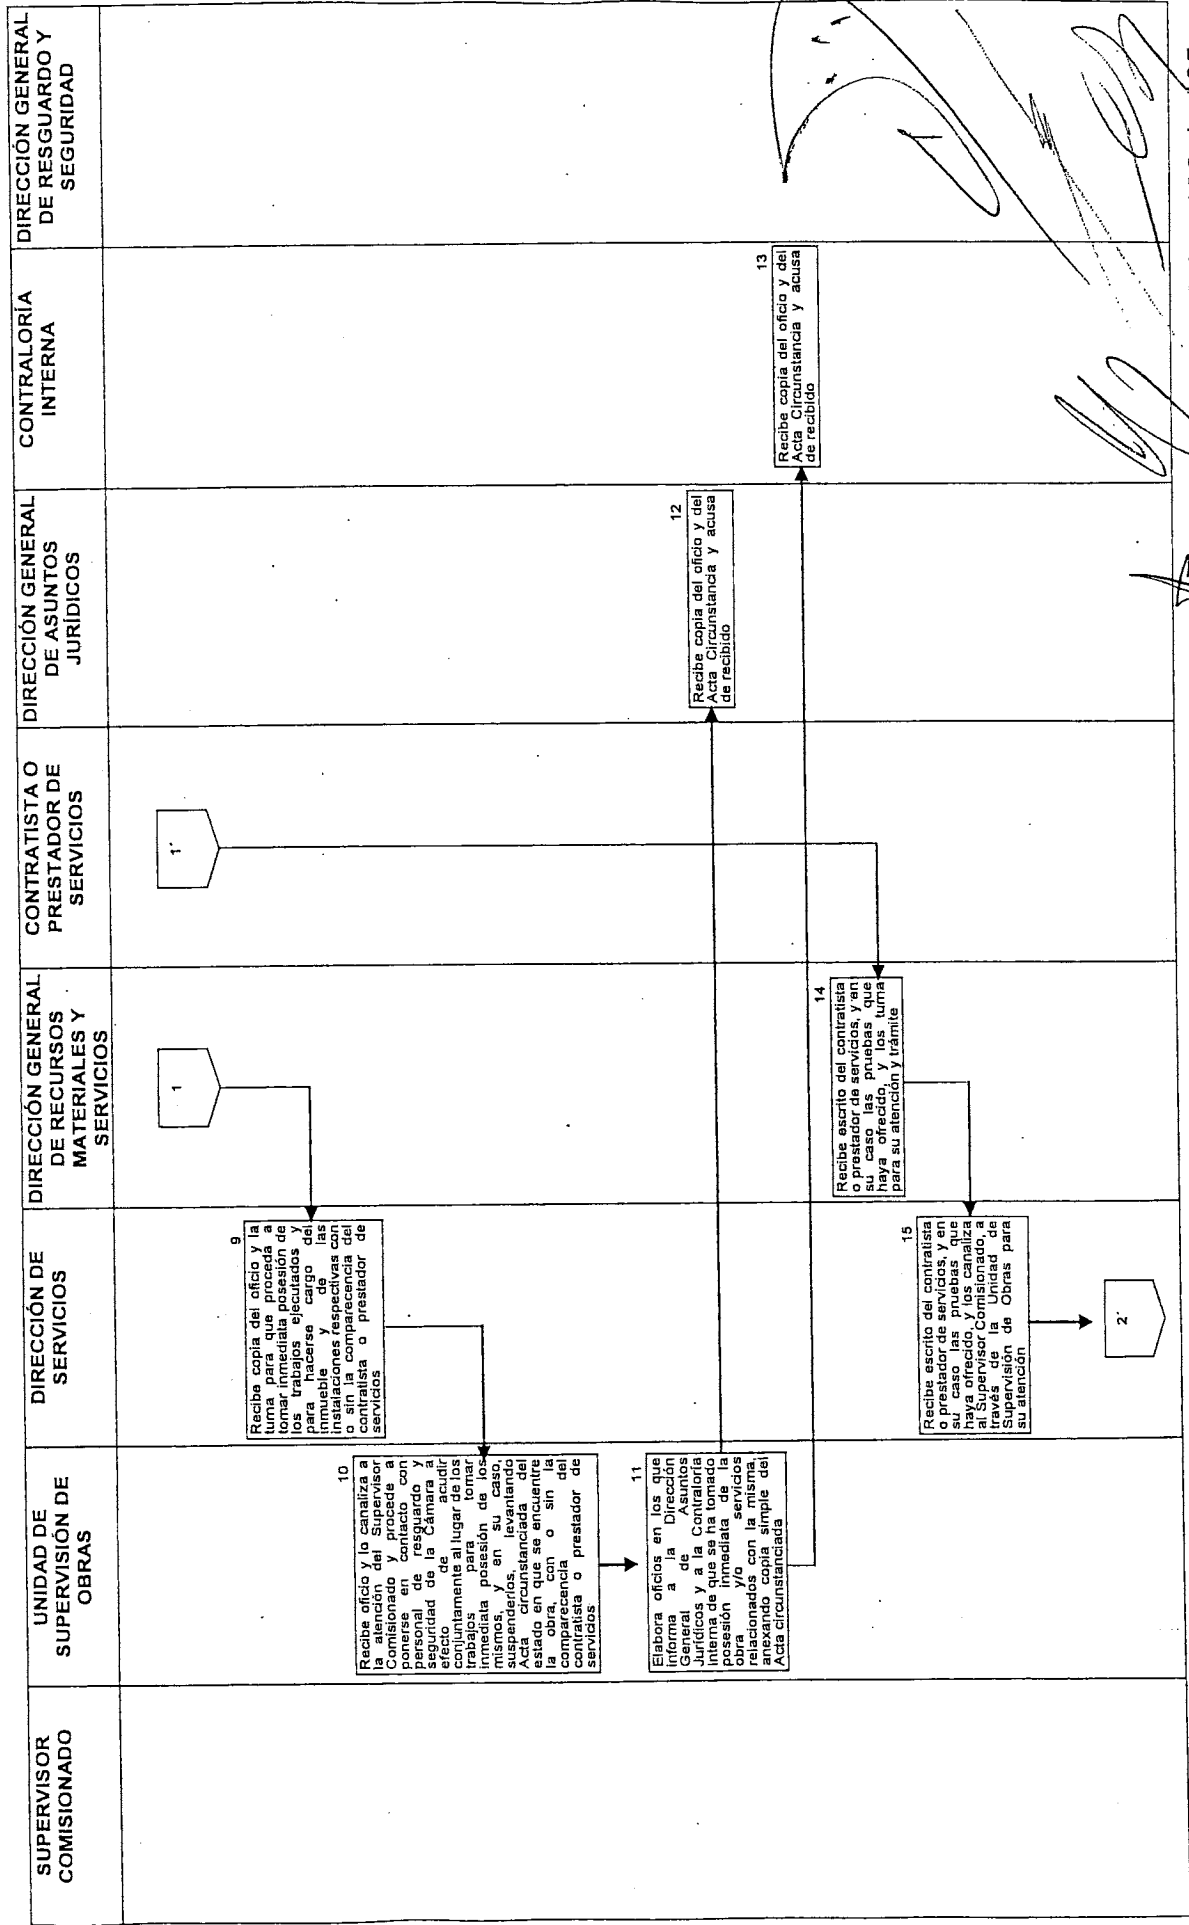 SUPERVISOR
COMISIONADO
UNIDAD DE
SUPERVISIÓN DE
OBRAS
DIRECCIÓN DE
SERVICIOS
DIRECCIÓN GENERAL
DE RECURSOS
MATERIALES Y
SERVICIOS
CONTRATISTA O
PRESTADOR DE
SERVICIOS
DIRECCIÓN GENERAL
DE ASUNTOS
JURÍDICOS
CONTRALORÍA
INTERNA
DIRECCIÓN GENERAL
DE RESGUARDO Y
SEGURIDAD
1
1´
9
Recibe copia del oficio y la
turna para que proceda a
tomar inmediata posesión de
los trabajos ejecutados y
para hacerse cargo del
inmueble y de las
instalaciones respectivas con
o sin la comparecencia del
contratista o prestador de
servicios
10
Recibe oficio y lo canaliza a
la atención del Supervisor
Comisionado y procede a
ponerse en contacto con
personal de resguardo y
seguridad de la Cámara a
efecto de acudir
conjuntamente al lugar de los
trabajos para tomar
inmediata posesión de los
mismos, y en su caso,
suspenderlos, levantando
Acta circunstanciada del
estado en que se encuentre
la obra, con o sin la
comparecencia del
contratista o prestador de
servicios
11
Elabora oficios en los que
informa a la Dirección
General de Asuntos
Jurídicos y a la Contraloría
Interna de que se ha tomado
posesión inmediata de la
obra y/o servicios
relacionados con la misma,
anexando copia simple del
Acta circunstanciada
12
Recibe copia del oficio y del
Acta Circunstancia y acusa
de recibido
13
Recibe copia del oficio y del
Acta Circunstancia y acusa
de recibido
14
Recibe escrito del contratista
o prestador de servicios, y en
su caso las pruebas que
haya ofrecido, y los turna
para su atención y trámite
15
Recibe escrito del contratista
o prestador de servicios, y en
su caso las pruebas que
haya ofrecido, y los canaliza
al Supervisor Comisionado, a
través de la Unidad de
Supervisión de Obras para
su atención
2´